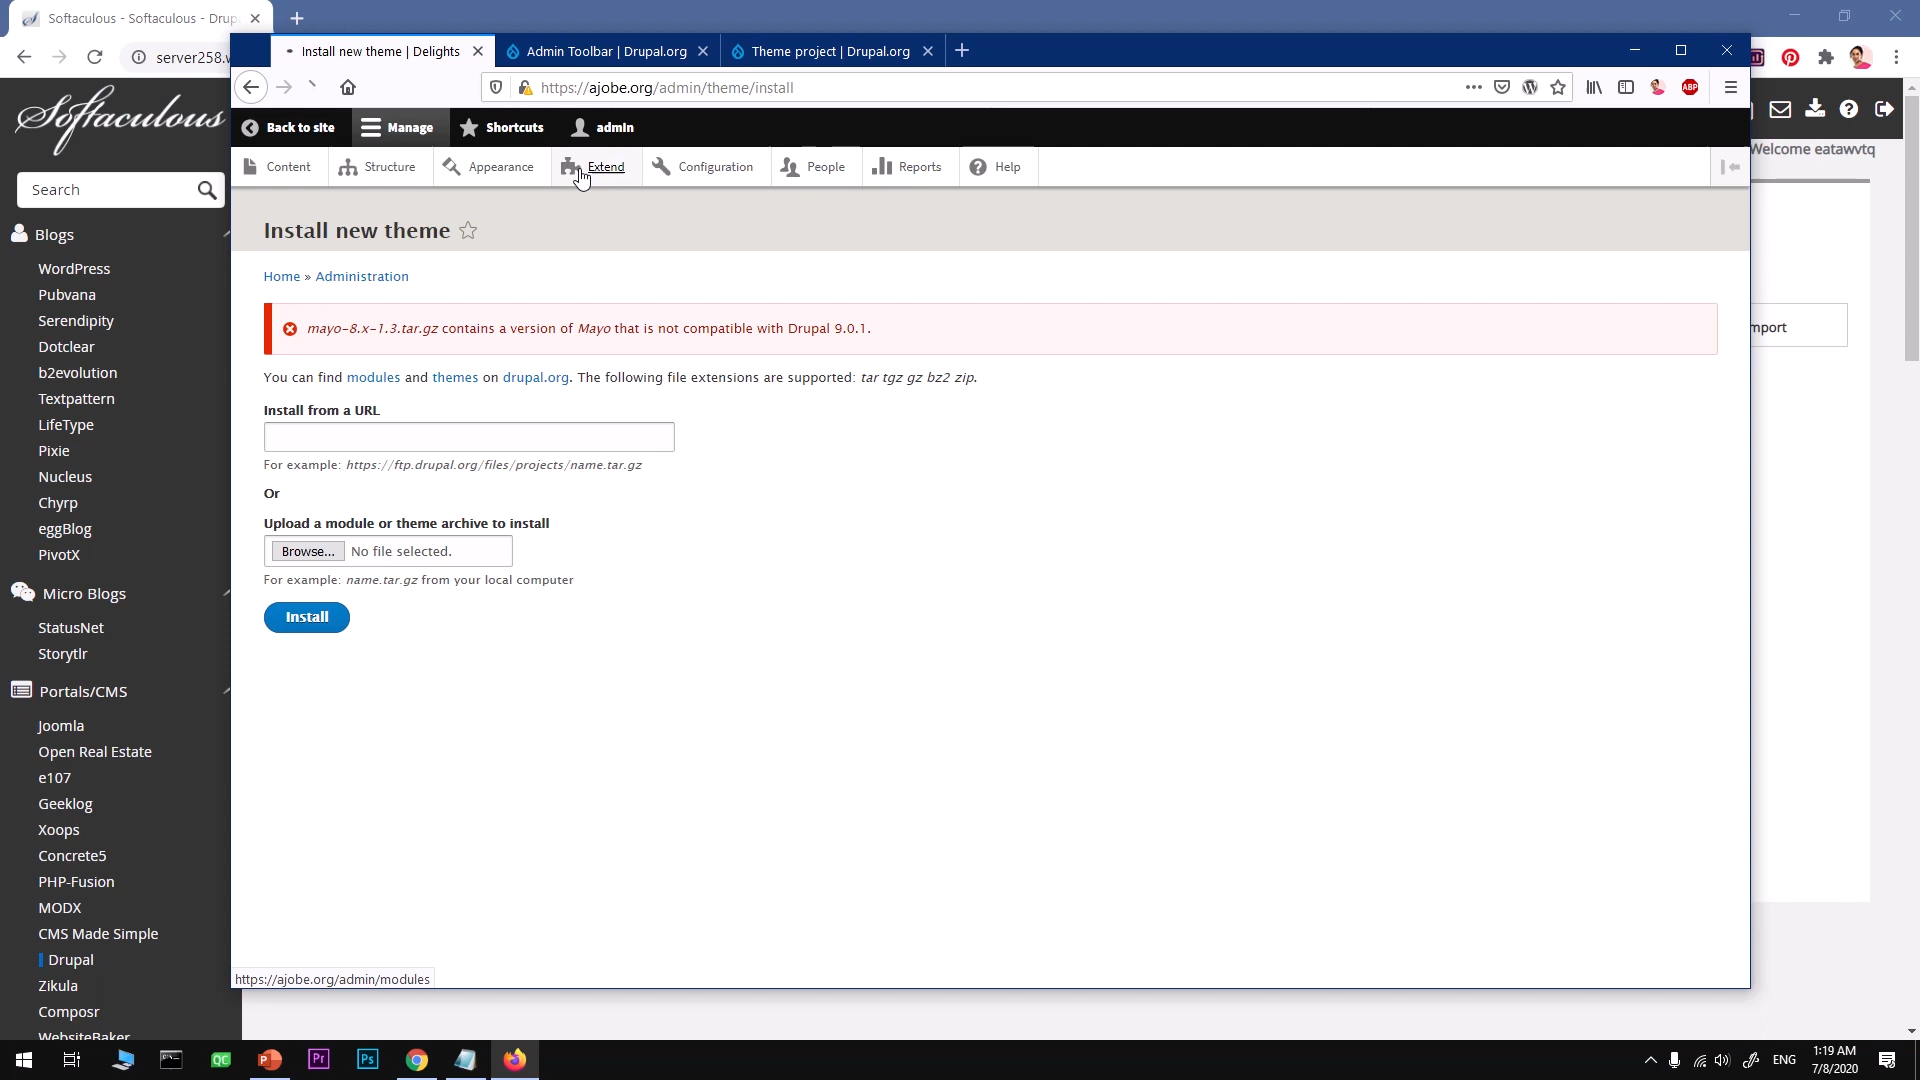 Softaculous - Softaculous - Drup
server258.w
Install new theme | Delights
Admin Toolbar | Drupal.org
Theme project | Drupal.org
https://ajobe.org/admin/theme/install
ABP
Softaculous
Back to site
Manage
Shortcuts
admin
Welcome eatawvtq
Content
Structure
Appearance
Extend
Configuration
People
Reports
Help
Search
Install new theme
Blogs
WordPress
Pubvana
Serendipity
Dotclear
b2evolution
Textpattern
LifeType
Pixie
Nucleus
Chyrp
eggBlog
PivotX
Micro Blogs
StatusNet
Storytlr
Portals/CMS
Joomla
Open Real Estate
e107
Geeklog
Xoops
Concrete5
PHP-Fusion
MODX
CMS Made Simple
Drupal
Zikula
Composr
WebsiteBaker
Home » Administration
mayo-8.x-1.3.tar.gz contains a version of Mayo that is not compatible with Drupal 9.0.1.
mport
You can find modules and themes on drupal.org. The following file extensions are supported: tar tgz gz bz2 zip.
Install from a URL
For example: https://ftp.drupal.org/files/projects/name.tar.gz
Or
Upload a module or theme archive to install
Browse... No file selected.
For example: name.tar.gz from your local computer
Install
https://ajobe.org/admin/modules
QC
P
Pr
Ps
ENG
1:19 AM
7/8/2020